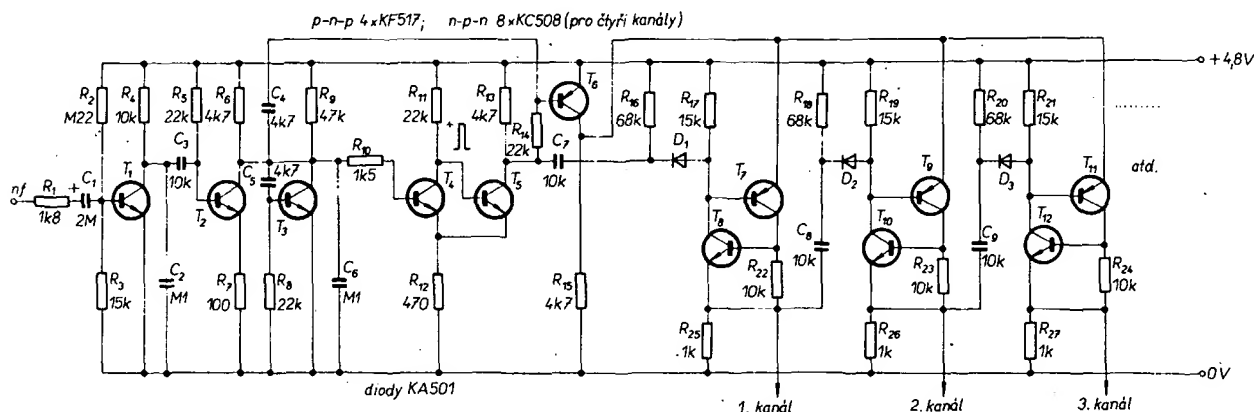 p-n-p 4xKF517; n-p-n 8xKC508 (pro čtyři kanály)
+4,8V
R2
M22
R4
10k
R5
22k
R6
4k7
C4
4k7
R9
47k
R11
22k
R13
4k7
T6
R14
22k
R16
68k
R17
15k
R18
68k
R19
15k
R20
68k
R21
15k
........
nf
R1
1k8
+
C1
2M
T1
C3
10k
T2
C5
4k7
T3
R10
1k5
+
T4
T5
C7
10k
D1
T7
D2
T9
D3
T11
atd.
T8
T10
T12
R3
15k
C2
M1
R7
100
R8
22k
C6
M1
R12
470
R15
4k7
R22
10k
C8
10k
R23
10k
C9
10k
R24
10k
R25
1k
R26
1k
R27
1k
0V
diody KA501
1. kanál
2. kanál
3. kanál